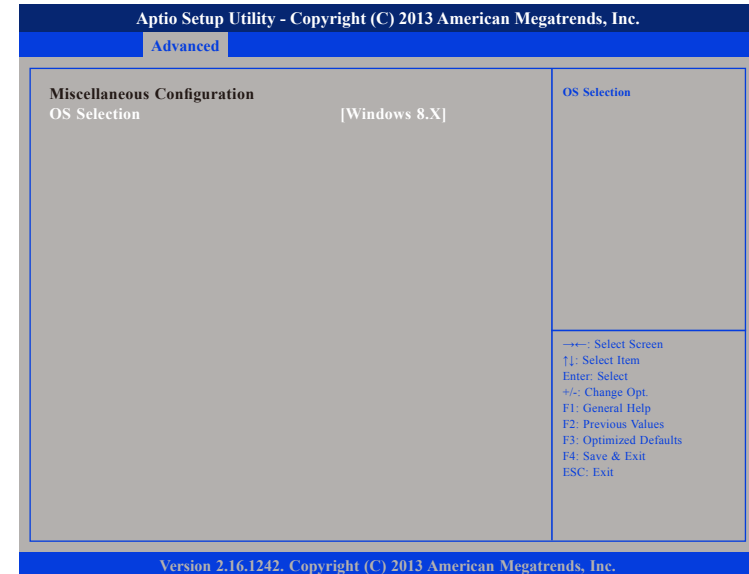 Aptio Setup Utility - Copyright (C) 2013 American Megatrends, Inc.
Advanced
Miscellaneous Configuration
OS Selection [Windows 8.X]
OS Selection
→←: Select Screen
↑↓: Select Item
Enter: Select
+/-: Change Opt.
F1: General Help
F2: Previous Values
F3: Optimized Defaults
F4: Save & Exit
ESC: Exit
Version 2.16.1242. Copyright (C) 2013 American Megatrends, Inc.